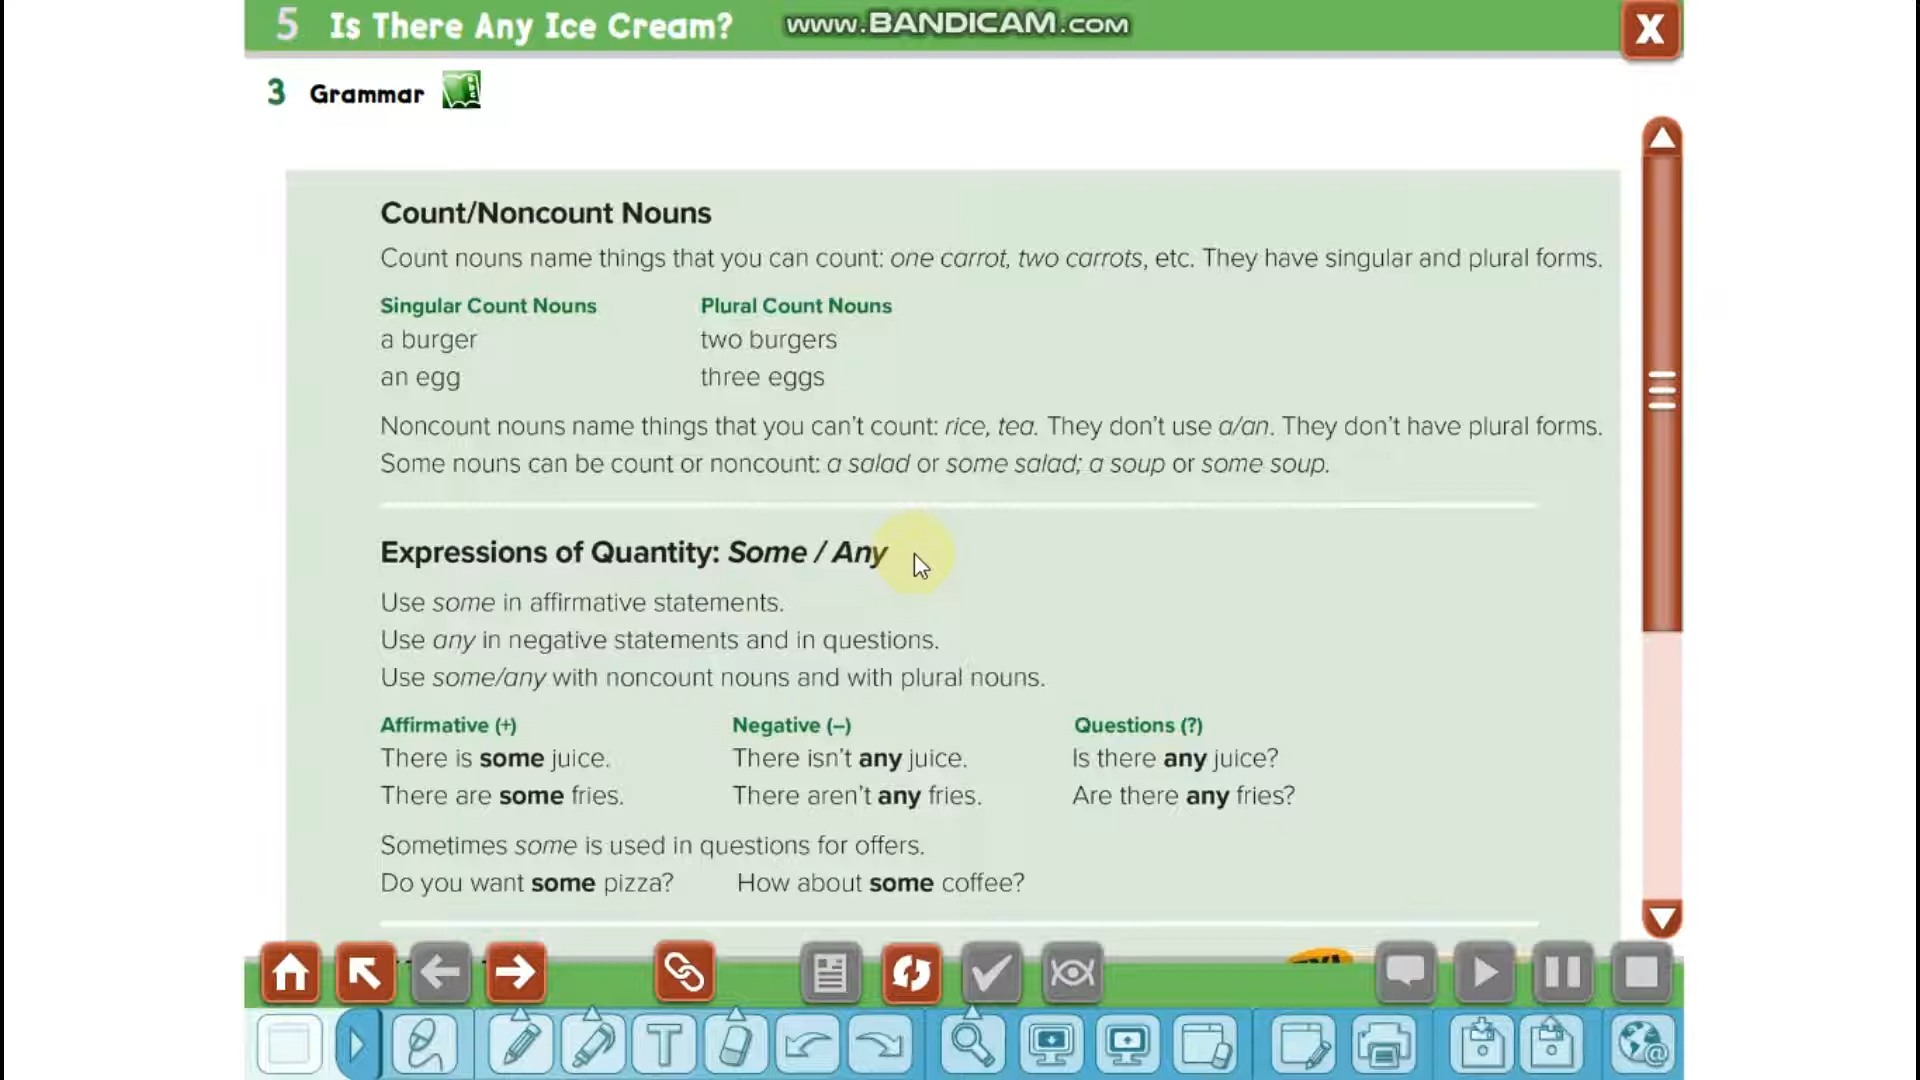 5 Is There Any Ice Cream?
www.BANDICAM.com
X
3 Grammar
Count/Noncount Nouns
Count nouns name things that you can count: one carrot, two carrots, etc. They have singular and plural forms.
Singular Count Nouns Plural Count Nouns
a burger two burgers
an egg three eggs
Noncount nouns name things that you can't count: rice, tea. They don't use a/an. They don't have plural forms.
Some nouns can be count or noncount: a salad or some salad; a soup or some soup.
Expressions of Quantity: Some / Any
Use some in affirmative statements.
Use any in negative statements and in questions.
Use some/any with noncount nouns and with plural nouns.
Affirmative (+) Negative (–) Questions (?)
There is some juice. There isn't any juice. Is there any juice?
There are some fries. There aren't any fries. Are there any fries?
Sometimes some is used in questions for offers.
Do you want some pizza? How about some coffee?
T
@